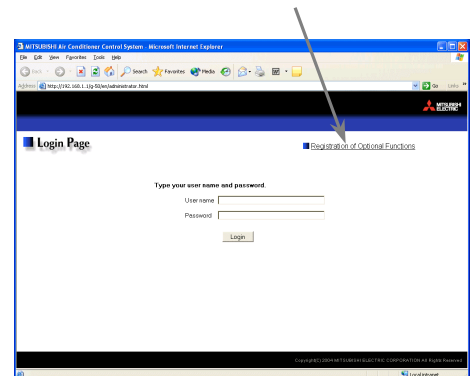 MITSUBISHI Air Conditioner Control System - Microsoft Internet Explorer
File Edit View Favorites Tools Help
Back Search Favorites Media
Address http://192.168.1.1/g-50/en/administrator.html Go Links »
MITSUBISHI
ELECTRIC
Login Page
Registration of Optional Functions
Type your user name and password.
User name
Password
Login
Copyright(C) 2004 MITSUBISHI ELECTRIC CORPORATION All Rights Reserved
Local intranet